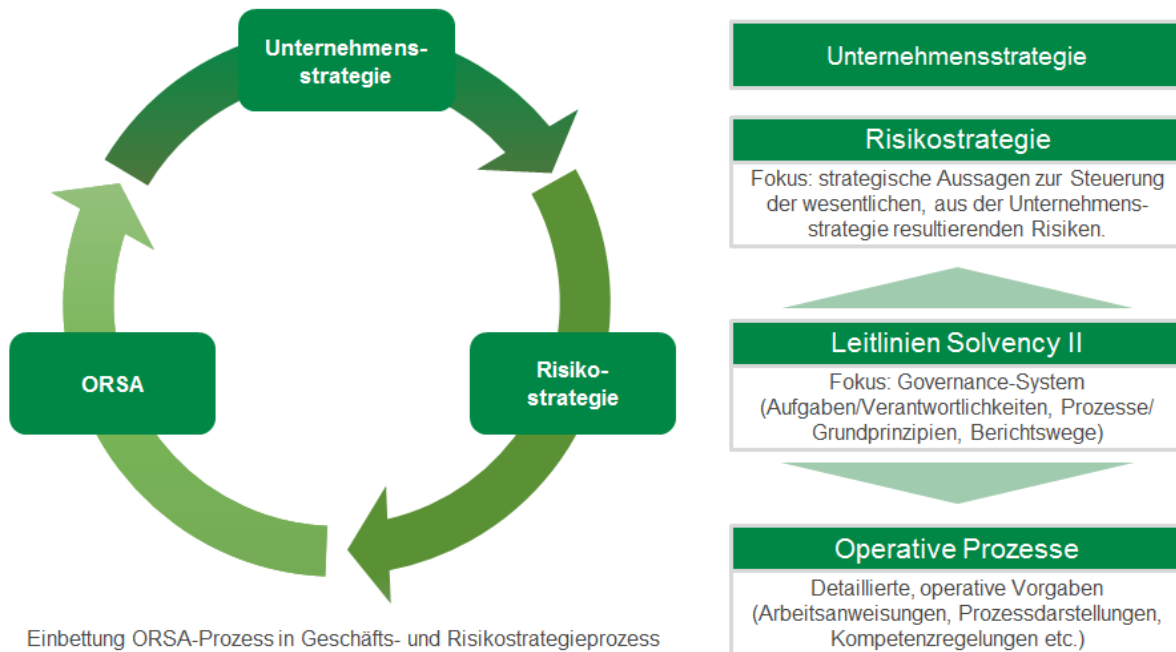 Unternehmens-
strategie
ORSA
Risiko-
strategie
Einbettung ORSA-Prozess in Geschäfts- und Risikostrategieprozess
Unternehmensstrategie
Risikostrategie
Fokus: strategische Aussagen zur Steuerung
der wesentlichen, aus der Unternehmens-
strategie resultierenden Risiken.
Leitlinien Solvency II
Fokus: Governance-System
(Aufgaben/Verantwortlichkeiten, Prozesse/
Grundprinzipien, Berichtswege)
Operative Prozesse
Detaillierte, operative Vorgaben
(Arbeitsanweisungen, Prozessdarstellungen,
Kompetenzregelungen etc.)